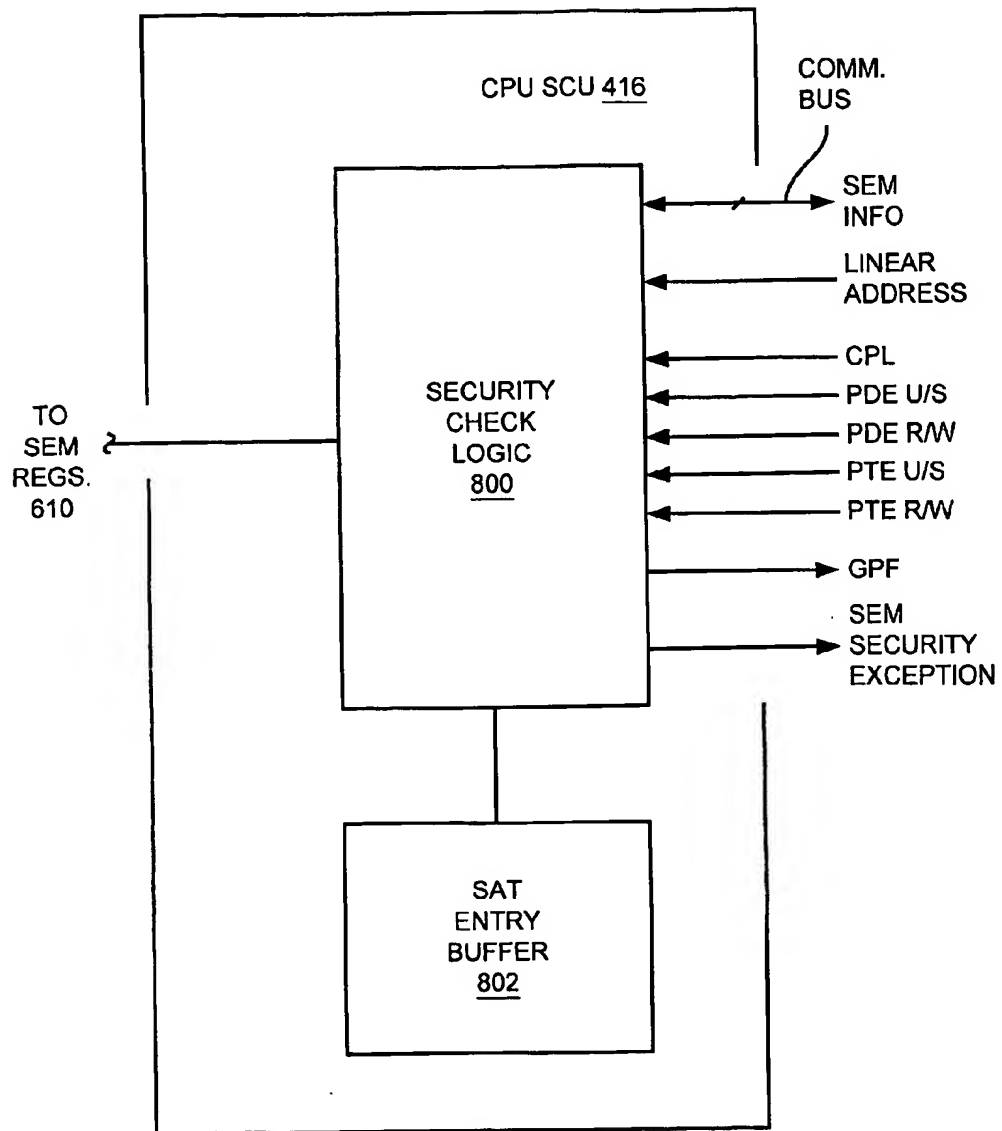 CPU SCU 416
COMM.
BUS
SEM
INFO
LINEAR
ADDRESS
CPL
PDE U/S
PDE R/W
PTE U/S
PTE R/W
GPF
SEM
SECURITY
EXCEPTION
SECURITY
CHECK
LOGIC
800
TO
SEM
REGS.
610
SAT
ENTRY
BUFFER
802